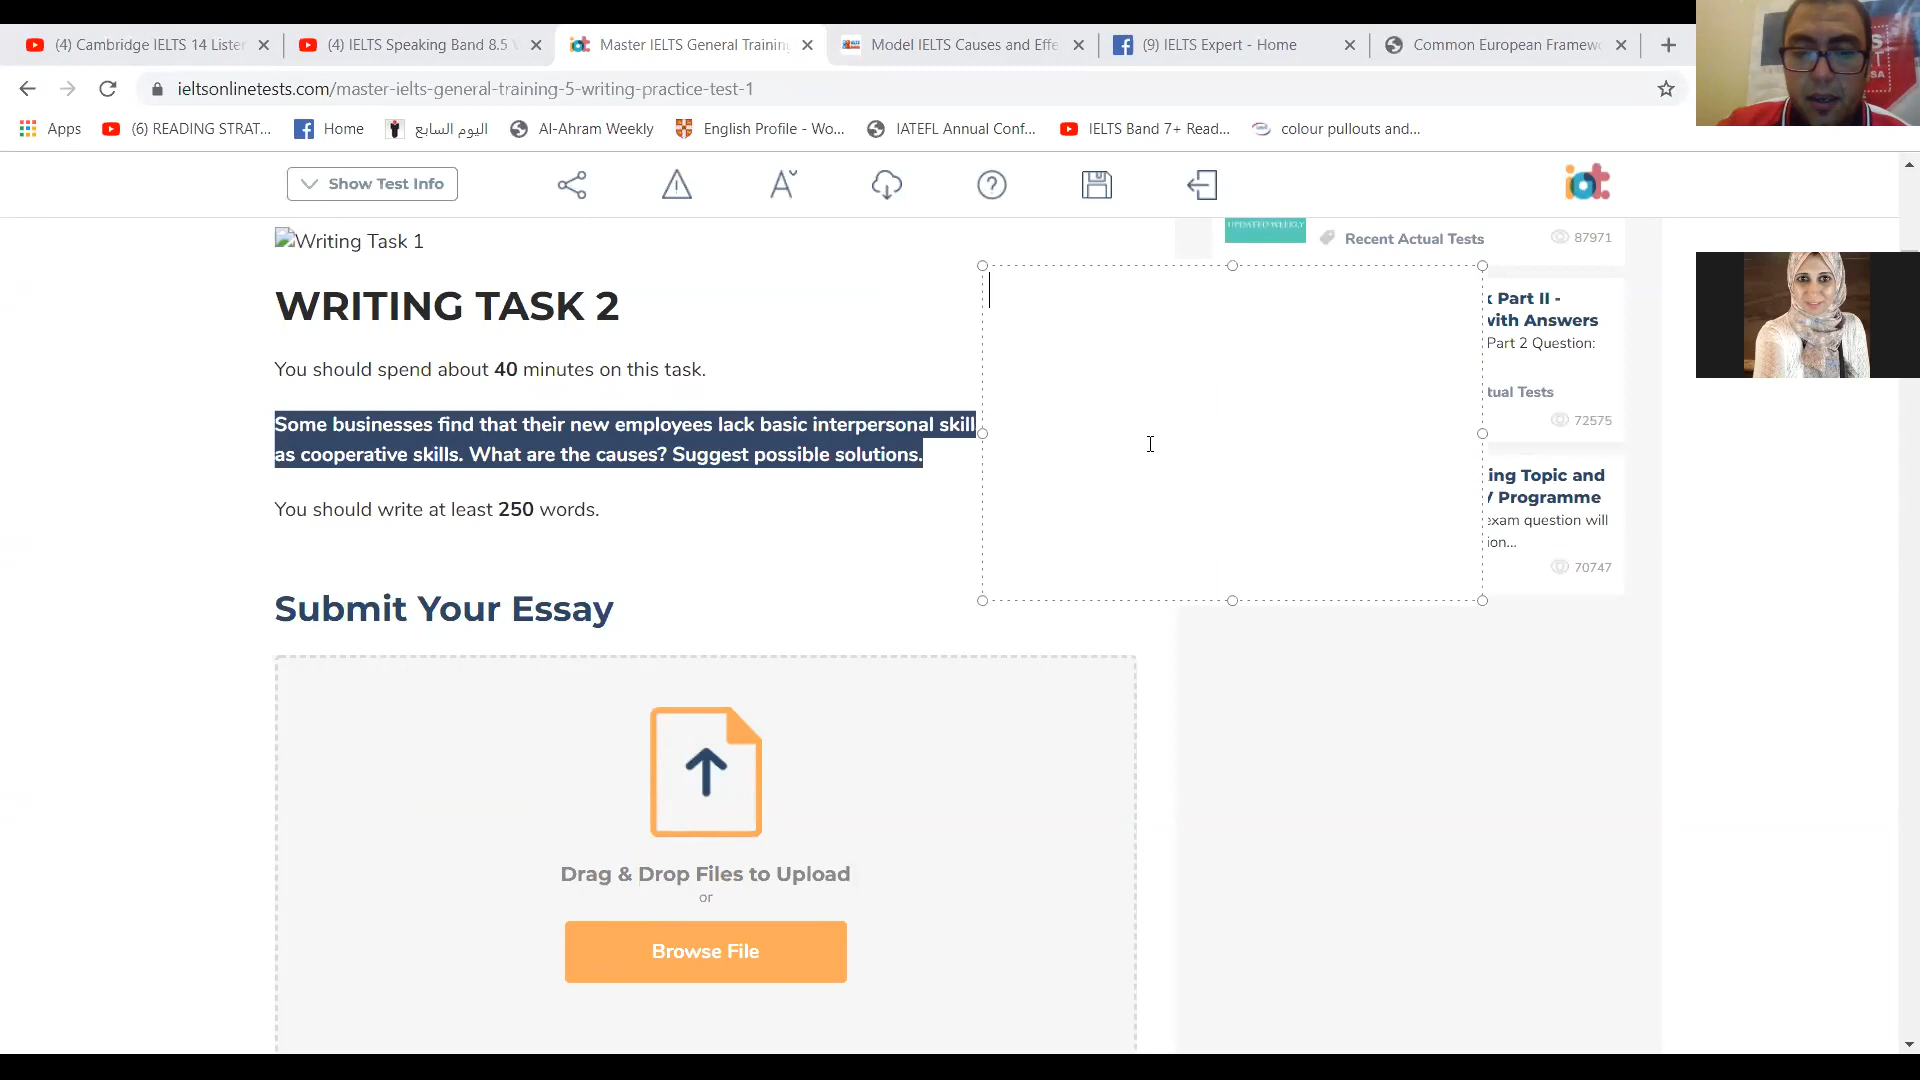 (4) Cambridge IELTS 14 Lister
(4) IELTS Speaking Band 8.5
Master IELTS General Training
Model IELTS Causes and Effe
(9) IELTS Expert - Home
Common European Framew
ieltsonlinetests.com/master-ielts-general-training-5-writing-practice-test-1
Apps
(6) READING STRAT...
Home
اليوم السابع
Al-Ahram Weekly
English Profile - Wo...
IATEFL Annual Conf...
IELTS Band 7+ Read...
colour pullouts and...
Show Test Info
iot
UPDATED WEEKLY
Recent Actual Tests
87971
Writing Task 1
WRITING TASK 2
You should spend about 40 minutes on this task.
Some businesses find that their new employees lack basic interpersonal skill
as cooperative skills. What are the causes? Suggest possible solutions.
You should write at least 250 words.
Part II -
with Answers
Part 2 Question:
tual Tests
72575
ing Topic and
V Programme
exam question will
ion...
70747
Submit Your Essay
Drag & Drop Files to Upload
or
Browse File